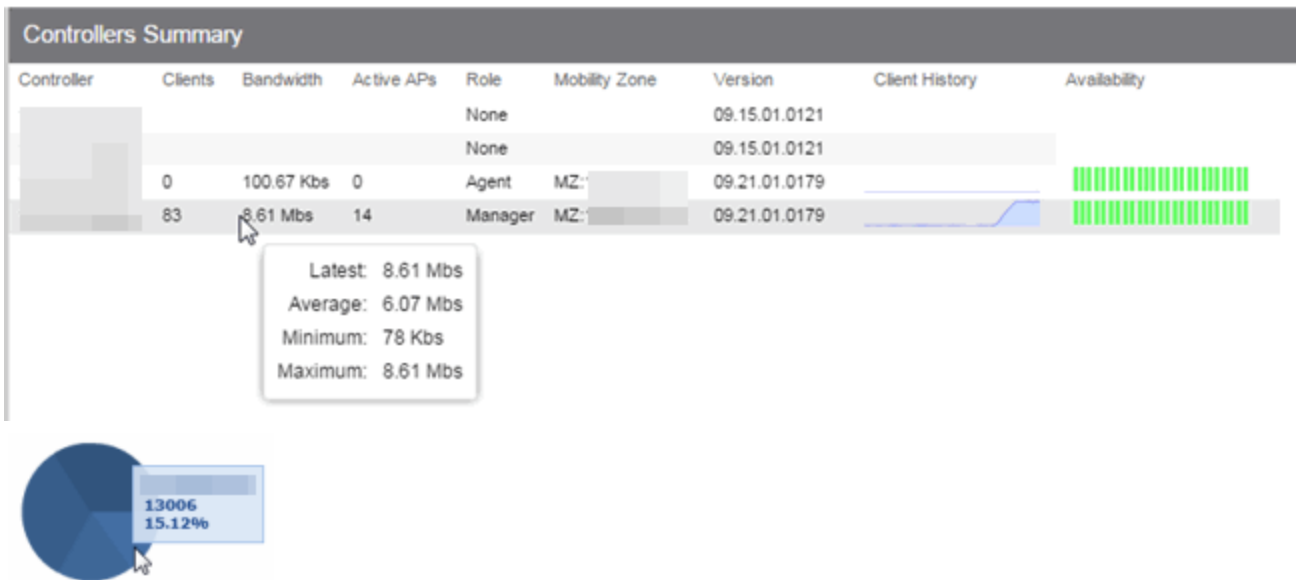 Controllers Summary
Controller Clients Bandwidth Active APs Role Mobility Zone Version Client History Availability
None 09.15.01.0121
None 09.15.01.0121
0 100.67 Kbs 0 Agent MZ: 09.21.01.0179
83 8.61 Mbs 14 Manager MZ: 09.21.01.0179
Latest: 8.61 Mbs
Average: 6.07 Mbs
Minimum: 78 Kbs
Maximum: 8.61 Mbs
13006
15.12%